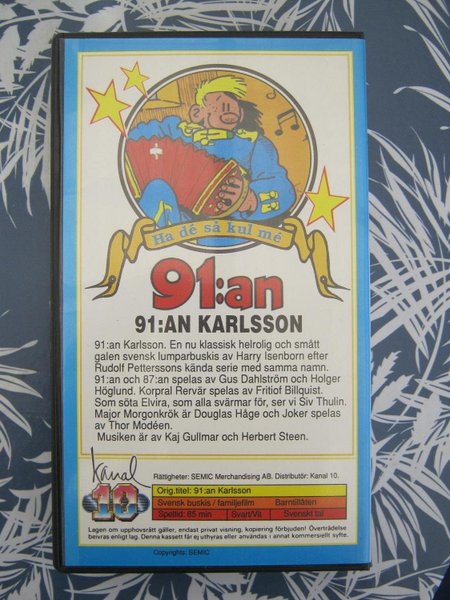 Ha dé så kul mé
91:an
91:AN KARLSSON
91:an Karlsson. En nu klassisk helrolig och smått
galen svensk lumparbuskis av Harry Isenborn efter
Rudolf Petterssons kända serie med samma namn.
91:an och 87:an spelas av Gus Dahlström och Holger
Höglund. Korpral Rervär spelas av Fritiof Billquist.
Som söta Elvira, som alla svärmar för, ser vi Siv Thulin.
Major Morgonkrök är Douglas Håge och Joker spelas
av Thor Modéen.
Musiken är av Kaj Gullmar och Herbert Steen.
Kanal
10
Rättigheter: SEMIC Merchandising AB. Distributör: Kanal 10.
Orig.titel: 91:an Karlsson
Svensk buskis / familjefilm Barntillåten
Speltid: 85 min Svart/Vit Svenskt tal
Lagen om upphovsrätt gäller, endast privat visning, kopiering förbjuden! Överträdelse
beivras enligt lag. Denna kassett får ej uthyras eller användas i annat kommersiellt syfte.
Copyrights: SEMIC